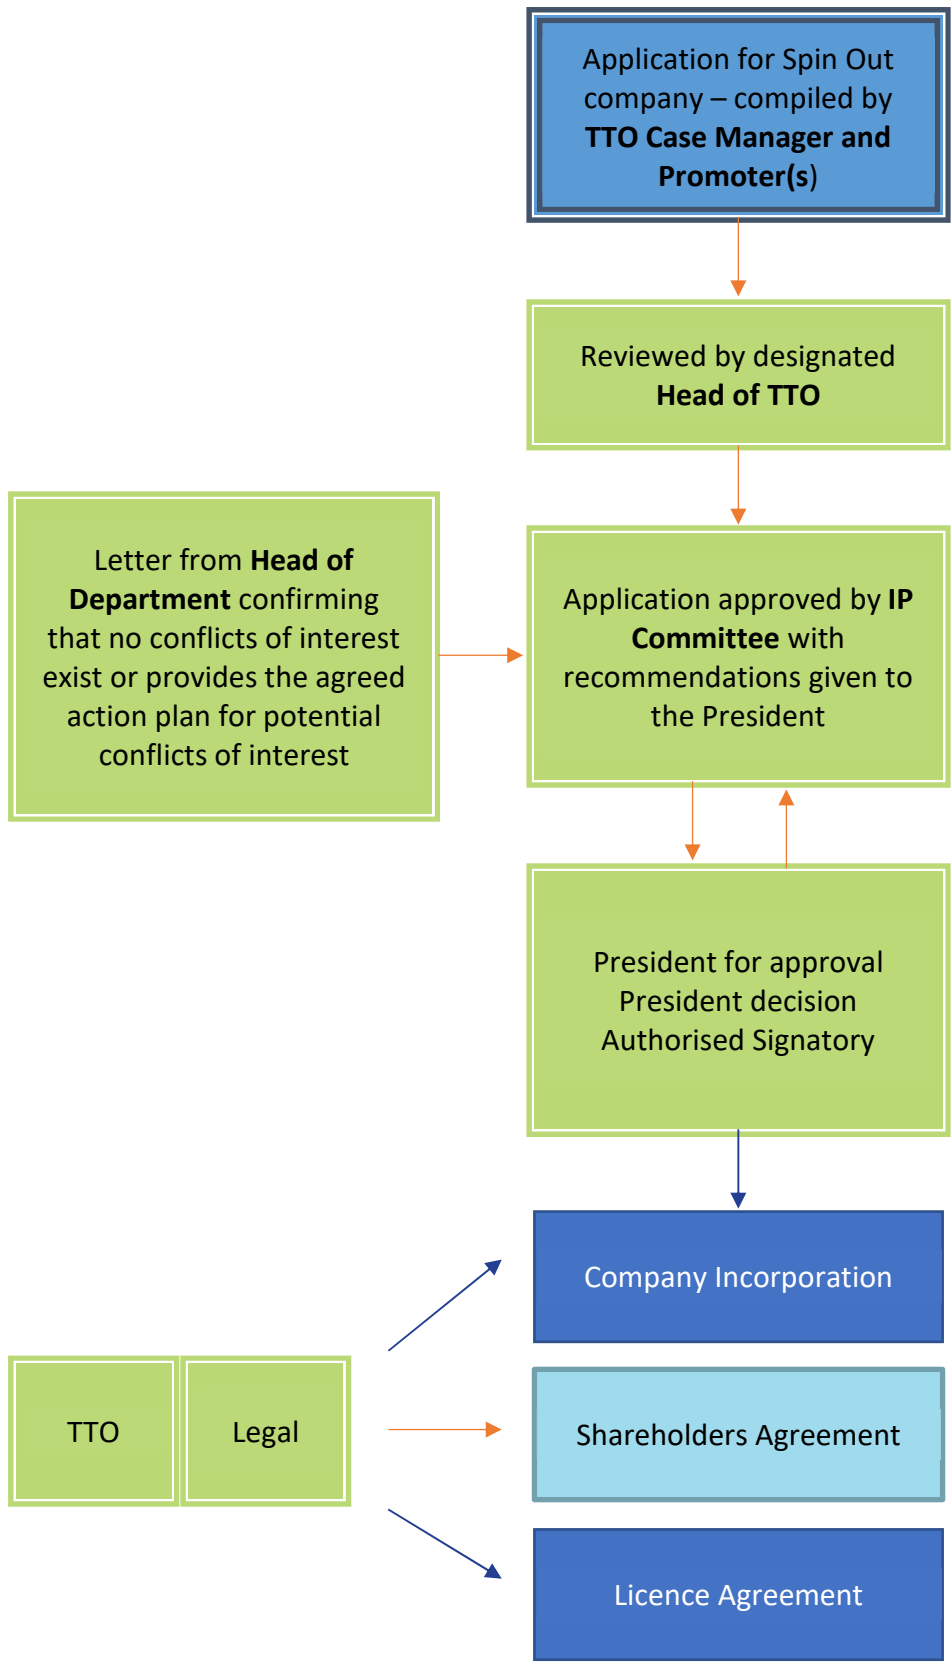 Application for Spin Out
company – compiled by
TTO Case Manager and
Promoter(s)
Reviewed by designated
Head of TTO
Letter from Head of
Department confirming
that no conflicts of interest
exist or provides the agreed
action plan for potential
conflicts of interest
Application approved by IP
Committee with
recommendations given to
the President
President for approval
President decision
Authorised Signatory
Company Incorporation
TTO
Legal
Shareholders Agreement
Licence Agreement